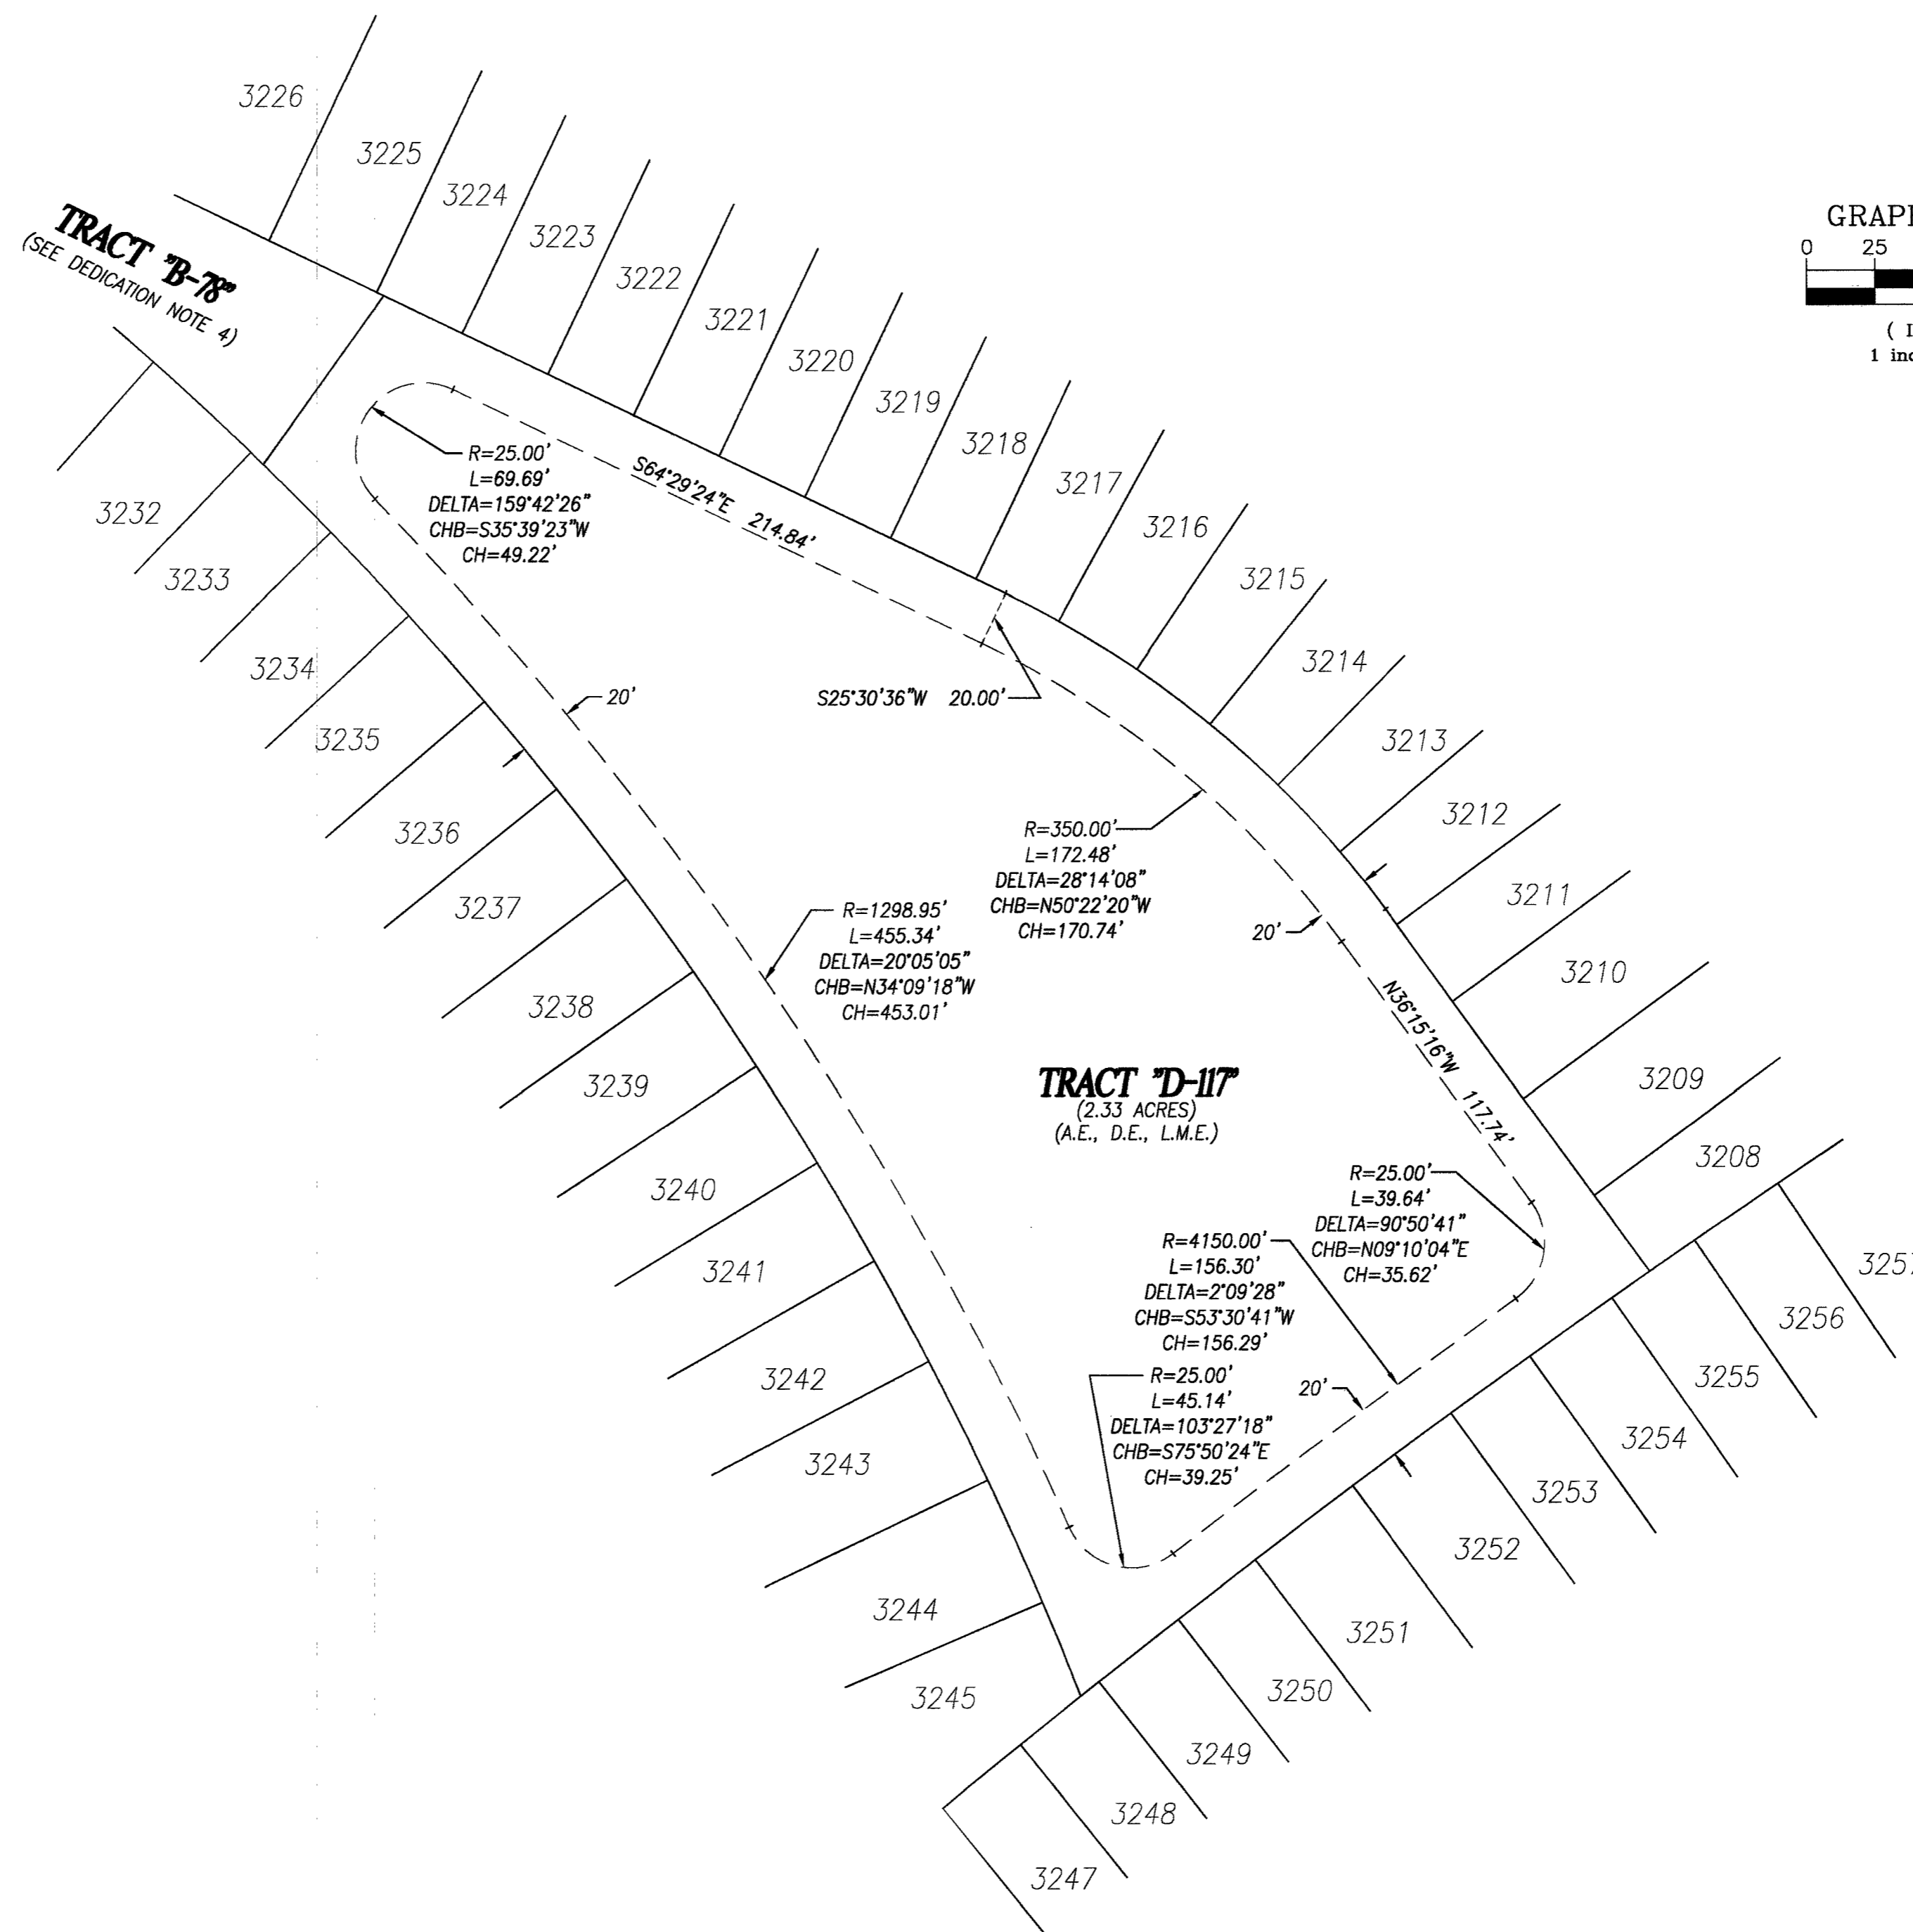 3226
3225
3224
3223
3222
3221
3220
3219
3218
3217
3216
3215
3214
3213
3212
3211
3210
3209
3208
TRACT "B-78"
(SEE DEDICATION NOTE 4)
0 25
1
3232
3233
3234
3235
3236
3237
3238
3239
3240
3241
3242
3243
3244
3245
R=25.00'
L=69.69'
DELTA=159°42'26"
CHB=S35°39'23"W
CH=49.22'
S64°29'24"E 214.84'
20'
S25°30'36"W 20.00'
R=350.00'
L=172.48'
DELTA=28°14'08"
CHB=N50°22'20"W
CH=170.74'
20'
R=1298.95'
L=455.34'
DELTA=20°05'05"
CHB=N34°09'18"W
CH=453.01'
N36°15'16"W 117.74'
TRACT "D-117"
(2.33 ACRES)
(A.E., D.E., L.M.E.)
R=25.00'
L=39.64'
DELTA=90°50'41"
CHB=N09°10'04"E
CH=35.62'
R=4150.00'
L=156.30'
DELTA=2°09'28"
CHB=S53°30'41"W
CH=156.29'
R=25.00'
L=45.14'
DELTA=103°27'18"
CHB=S75°50'24"E
CH=39.25'
20'
3256
3255
3254
3253
3252
3251
3250
3249
3248
3247